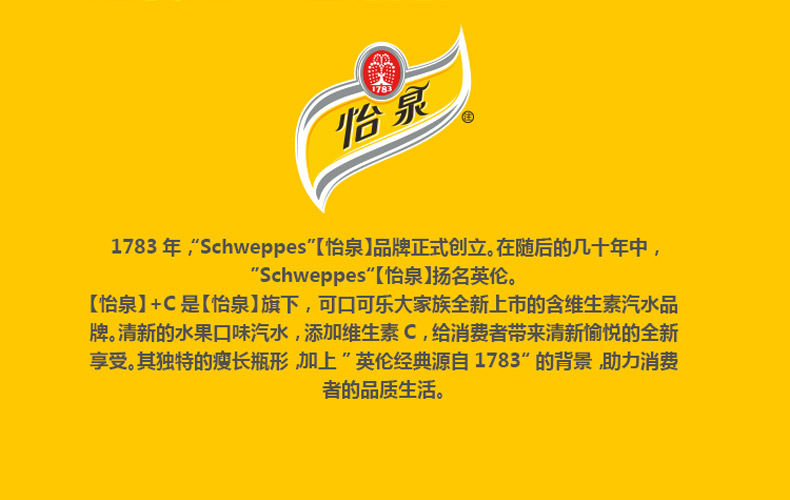 1783
怡泉
注
1783 年，“Schweppes”【怡泉】品牌正式创立。在随后的几十年中，
”Schweppes“【怡泉】扬名英伦。
【怡泉】+C 是【怡泉】旗下，可口可乐大家族全新上市的含维生素汽水品
牌。清新的水果口味汽水，添加维生素 C，给消费者带来清新愉悦的全新
享受。其独特的瘦长瓶形，加上 ” 英伦经典源自 1783“ 的背景，助力消费
者的品质生活。